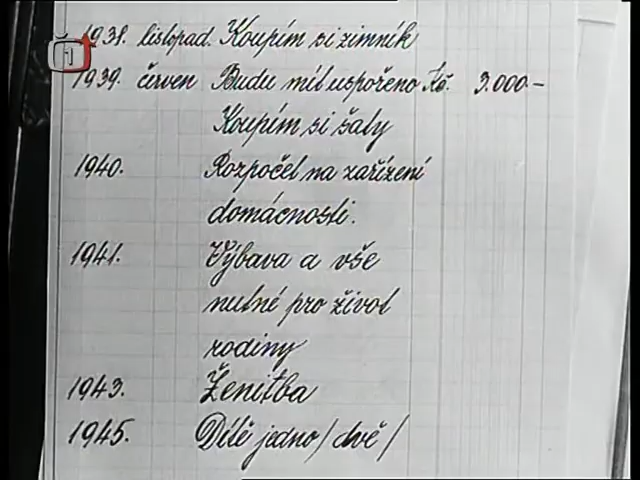 1938. listopad. Koupím si zimník
1939. červen Budu mít uspořeno Kč. 3.000-
Koupím si šaty
1940. Rozpočet na zařízení
domácnosti.
1941. Výbava a vše
nutné pro život
rodiny
1943. Ženitba
1945. Dítě jedno/dvě/